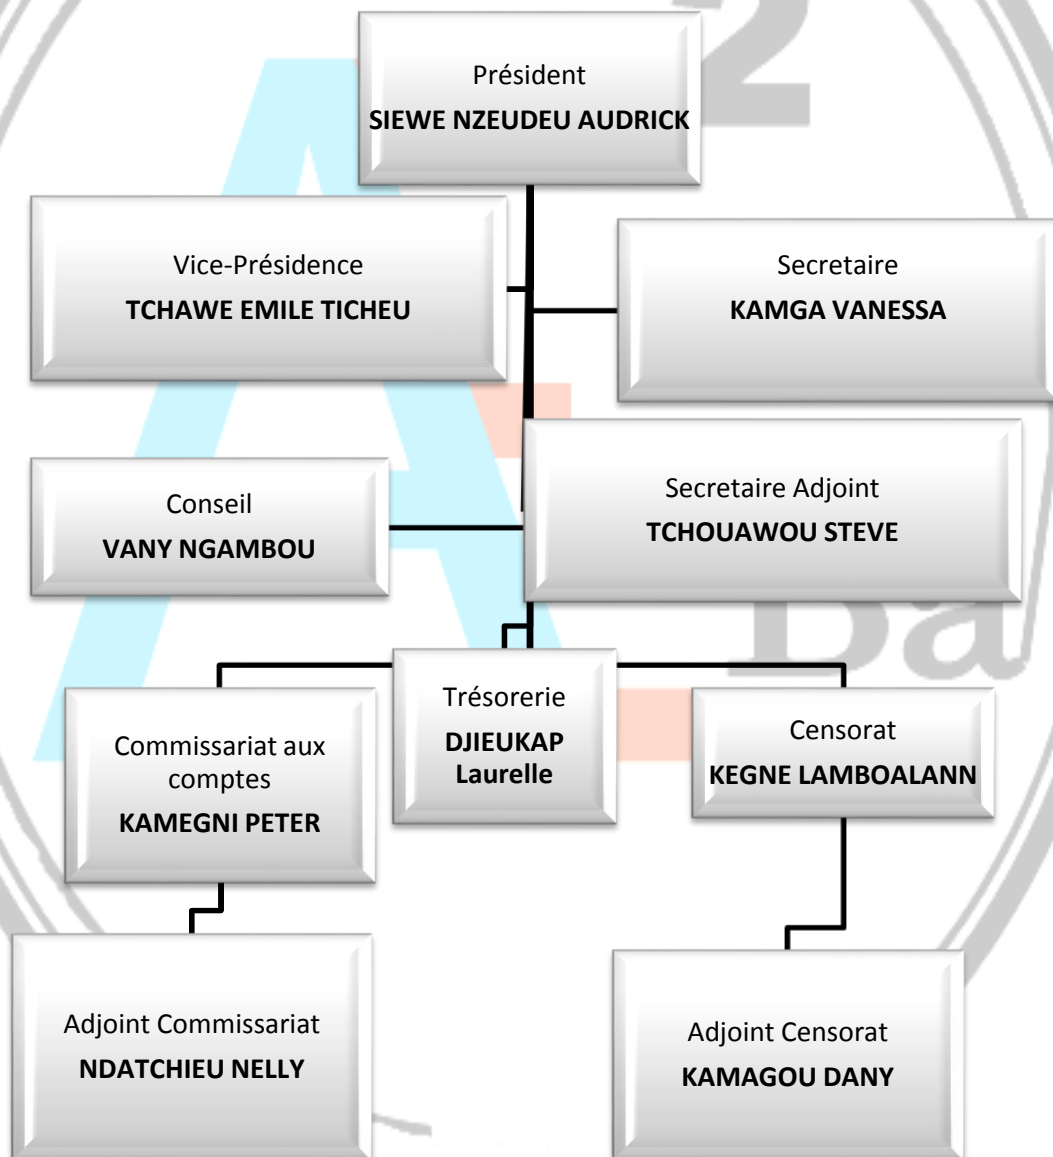 2
Président
SIEWE NZEUDEU AUDRICK
Vice-Présidence
TCHAWE EMILE TICHEU
Secretaire
KAMGA VANESSA
Conseil
VANY NGAMBOU
Secretaire Adjoint
TCHOUAWOU STEVE
Ba
Commissariat aux
comptes
KAMEGNI PETER
Trésorerie
DJIEUKAP
Laurelle
Censorat
KEGNE LAMBOALANN
Adjoint Commissariat
NDATCHIEU NELLY
Adjoint Censorat
KAMAGOU DANY